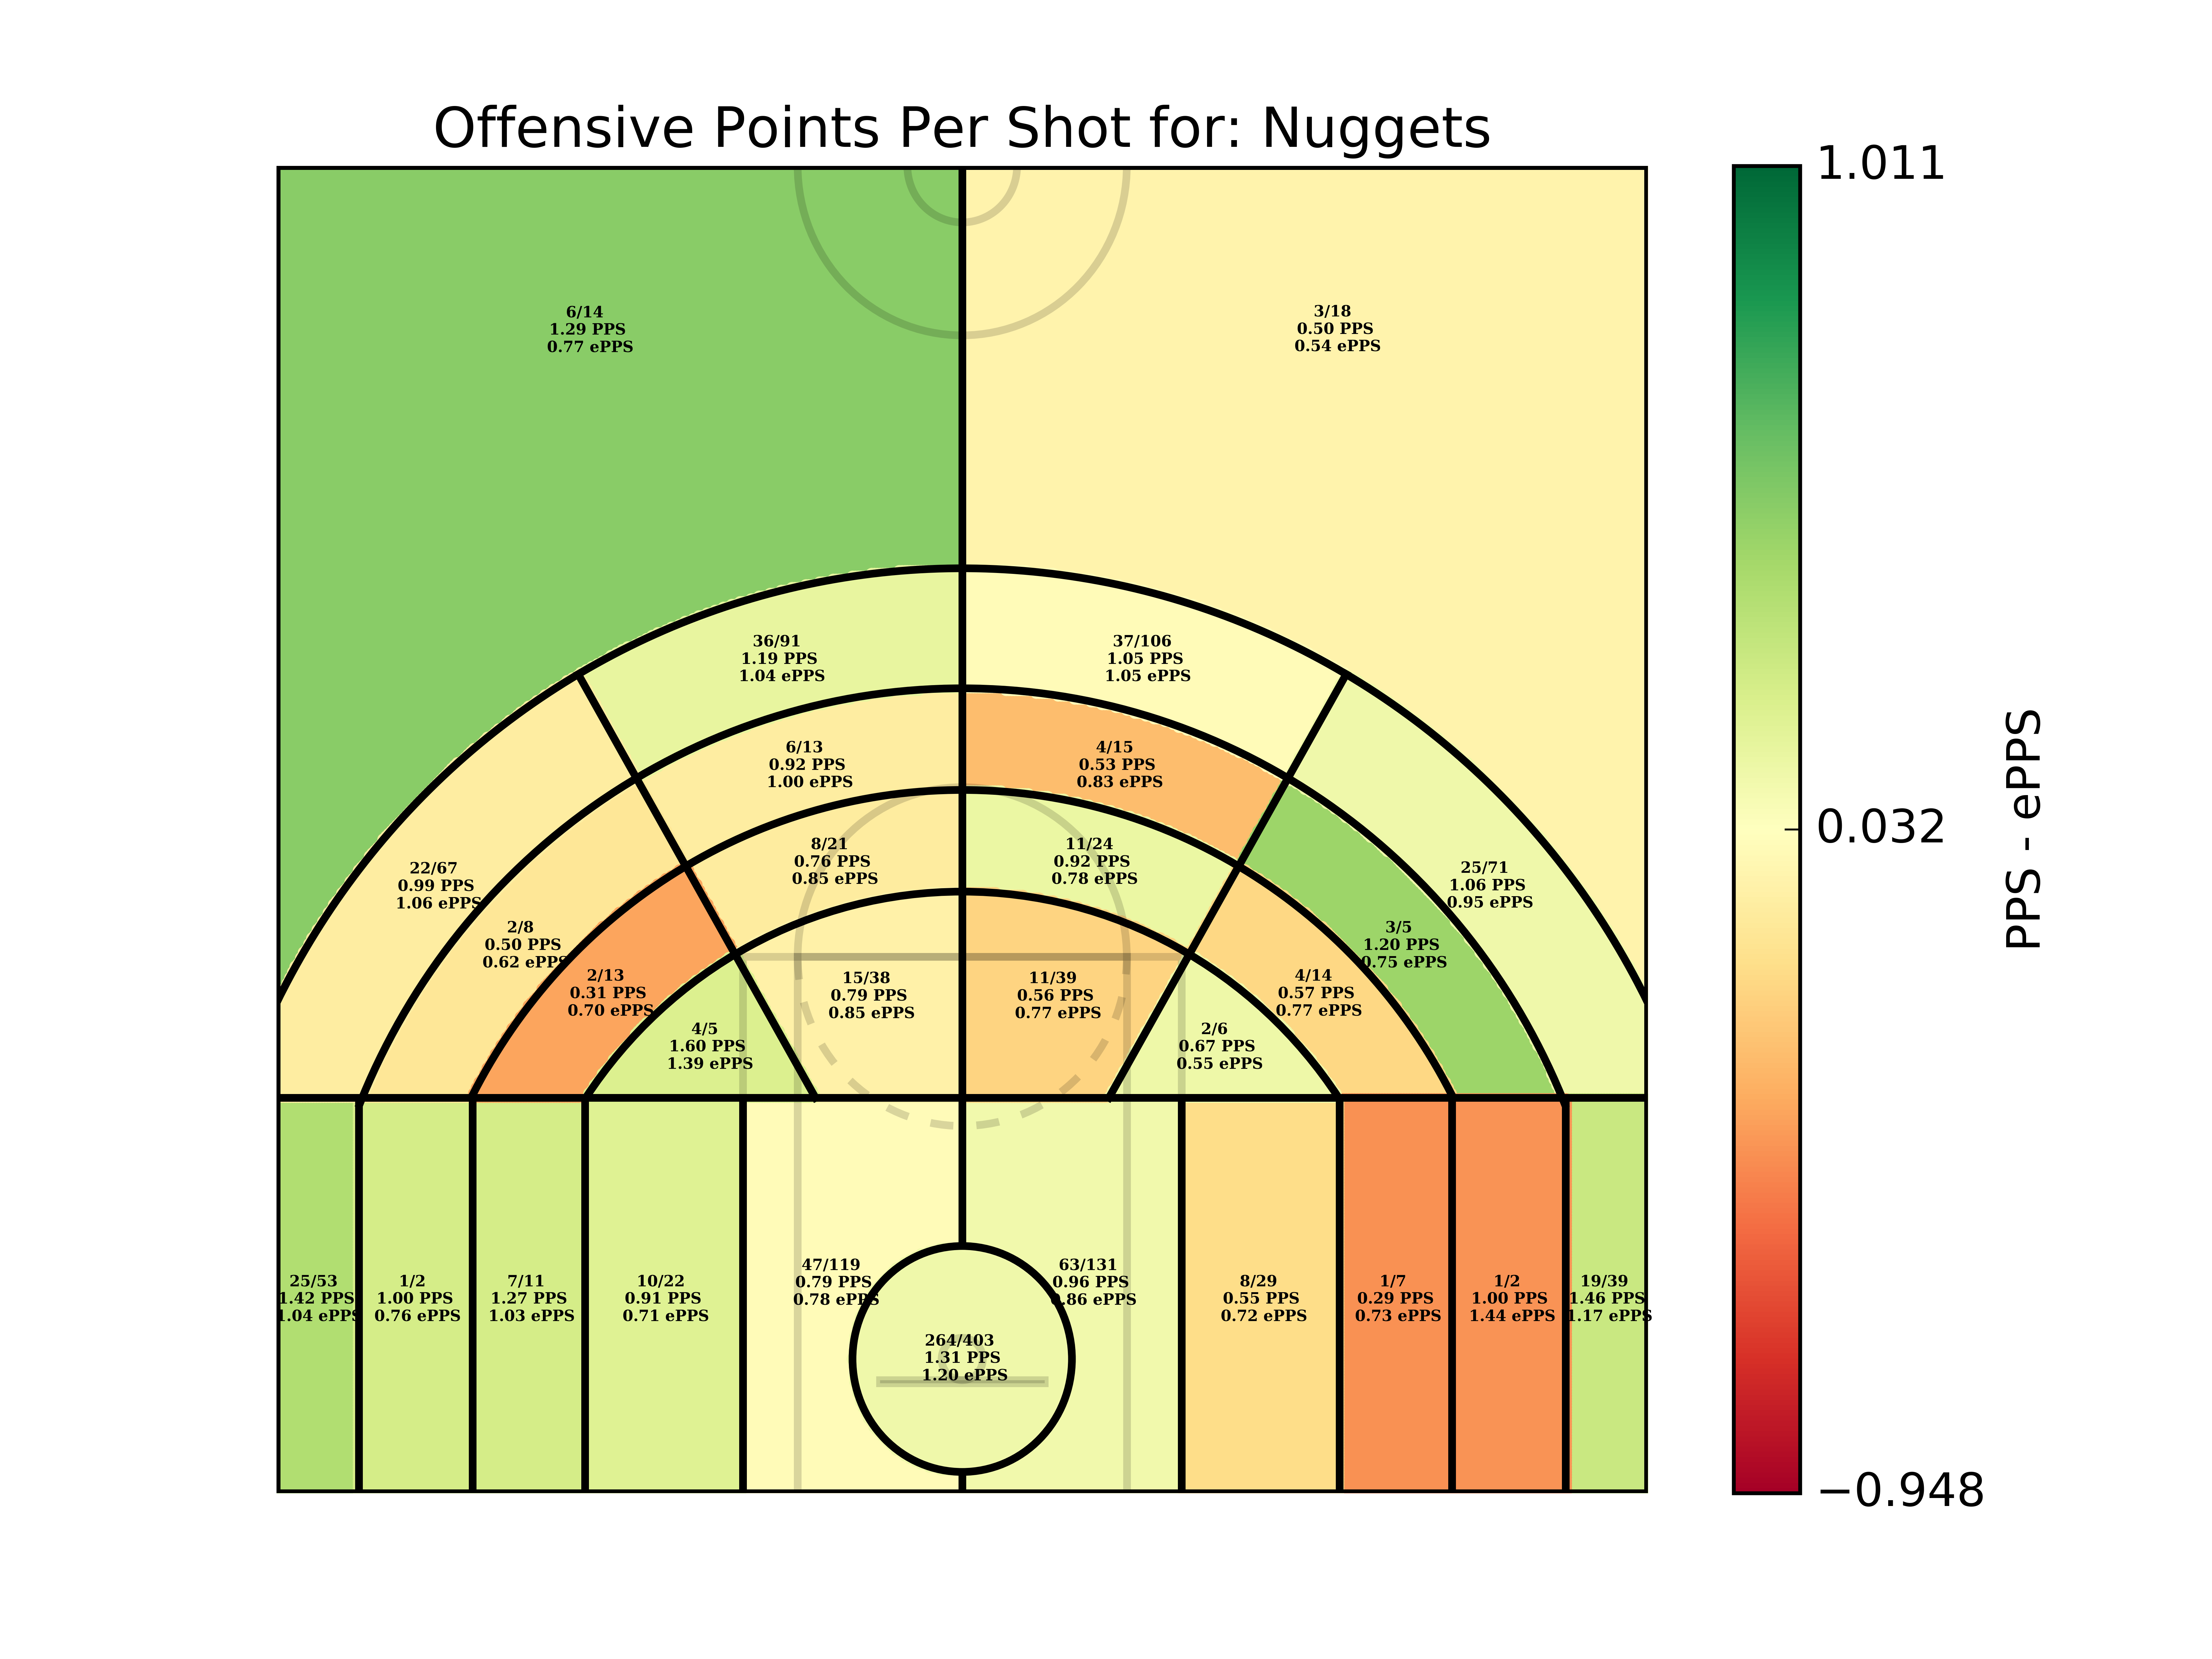 Offensive Points Per Shot for: Nuggets
6/14
1.29 PPS
0.77 ePPS
3/18
0.50 PPS
0.54 ePPS
36/91
1.19 PPS
1.04 ePPS
37/106
1.05 PPS
1.05 ePPS
6/13
0.92 PPS
1.00 ePPS
4/15
0.53 PPS
0.83 ePPS
8/21
0.76 PPS
0.85 ePPS
11/24
0.92 PPS
0.78 ePPS
22/67
0.99 PPS
1.06 ePPS
25/71
1.06 PPS
0.95 ePPS
2/8
0.50 PPS
0.62 ePPS
3/5
1.20 PPS
0.75 ePPS
2/13
0.31 PPS
0.70 ePPS
15/38
0.79 PPS
0.85 ePPS
11/39
0.56 PPS
0.77 ePPS
4/14
0.57 PPS
0.77 ePPS
4/5
1.60 PPS
1.39 ePPS
2/6
0.67 PPS
0.55 ePPS
25/53
1.42 PPS
1.04 ePPS
1/2
1.00 PPS
0.76 ePPS
7/11
1.27 PPS
1.03 ePPS
10/22
0.91 PPS
0.71 ePPS
47/119
0.79 PPS
0.78 ePPS
63/131
0.96 PPS
0.86 ePPS
8/29
0.55 PPS
0.72 ePPS
1/7
0.29 PPS
0.73 ePPS
1/2
1.00 PPS
1.44 ePPS
19/39
1.46 PPS
1.17 ePPS
264/403
1.31 PPS
1.20 ePPS
1.011
0.032
−0.948
PPS - ePPS